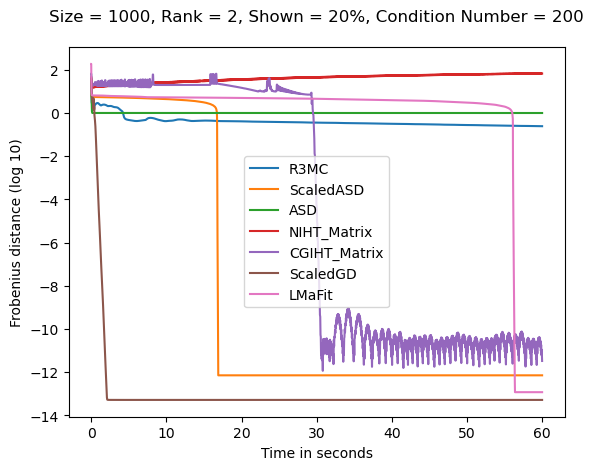 Size = 1000, Rank = 2, Shown = 20%, Condition Number = 200
Frobenius distance (log 10)
2
0
−2
−4
−6
−8
−10
−12
−14
R3MC
ScaledASD
ASD
NIHT_Matrix
CGIHT_Matrix
ScaledGD
LMaFit
0 10 20 30 40 50 60
Time in seconds